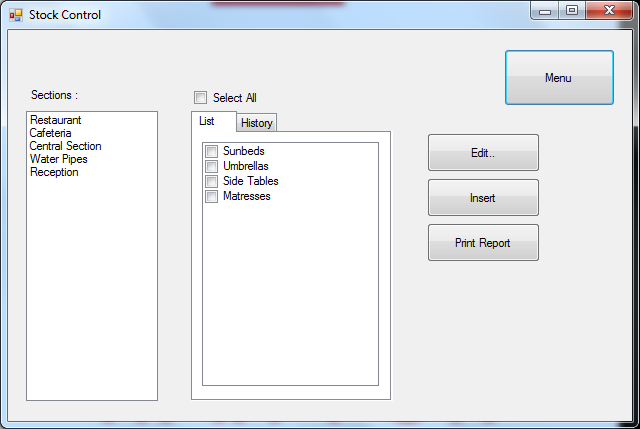 Stock Control
Menu
Sections :
Select All
Restaurant
Cafeteria
Central Section
Water Pipes
Reception
List
History
Sunbeds
Umbrellas
Side Tables
Matresses
Edit..
Insert
Print Report